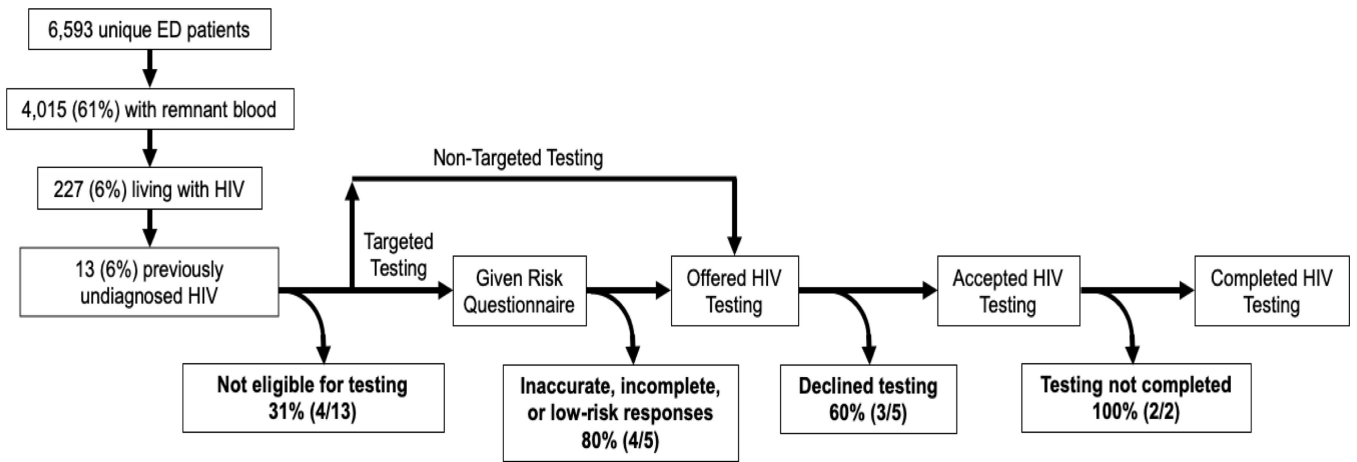 6,593 unique ED patients
4,015 (61%) with remnant blood
227 (6%) living with HIV
13 (6%) previously
undiagnosed HIV
Non-Targeted Testing
Targeted
Testing
Given Risk
Questionnaire
Offered HIV
Testing
Accepted HIV
Testing
Completed HIV
Testing
Not eligible for testing
31% (4/13)
Inaccurate, incomplete,
or low-risk responses
80% (4/5)
Declined testing
60% (3/5)
Testing not completed
100% (2/2)